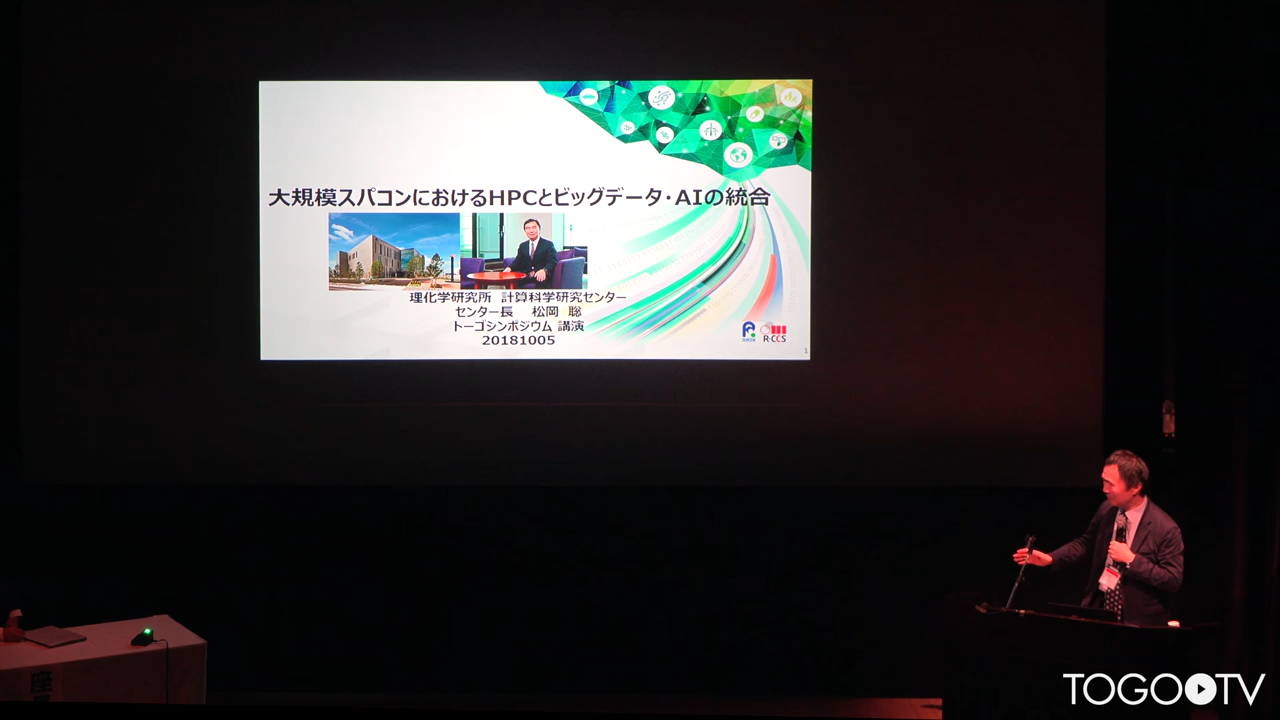 大規模スパコンにおけるHPCとビッグデータ・AIの統合
理化学研究所 計算科学研究センター
センター長 松岡 聡
トーゴシンポジウム 講演
20181005
R-CCS
1
座
TOGOTV